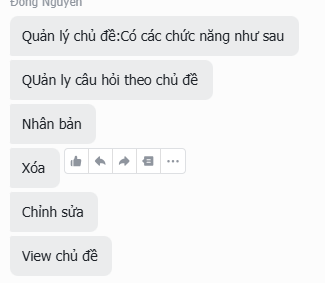 Đông Nguyễn
Quản lý chủ đề:Có các chức năng như sau
QUản ly câu hỏi theo chủ đề
Nhân bản
Xóa
Chỉnh sửa
View chủ đề